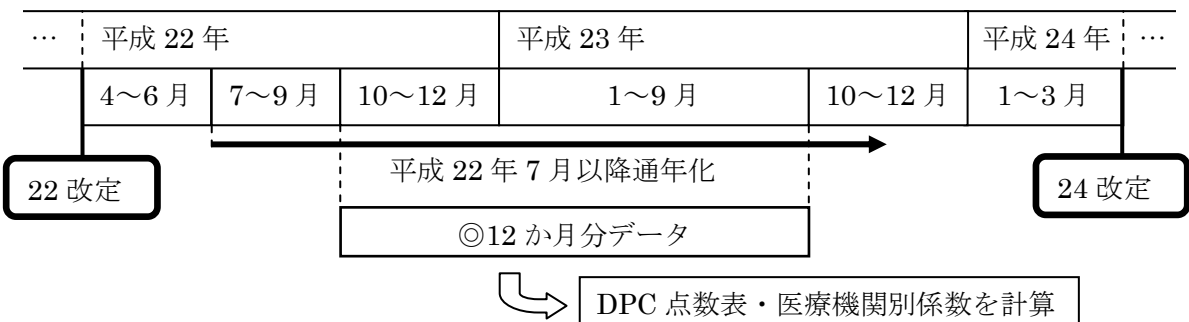 … 平成 22 年 平成 23 年 平成 24 年 …
4～6 月 7～9 月 10～12 月 1～9 月 10～12 月 1～3 月
平成 22 年 7 月以降通年化
22 改定 24 改定
◎12 か月分データ
DPC 点数表・医療機関別係数を計算